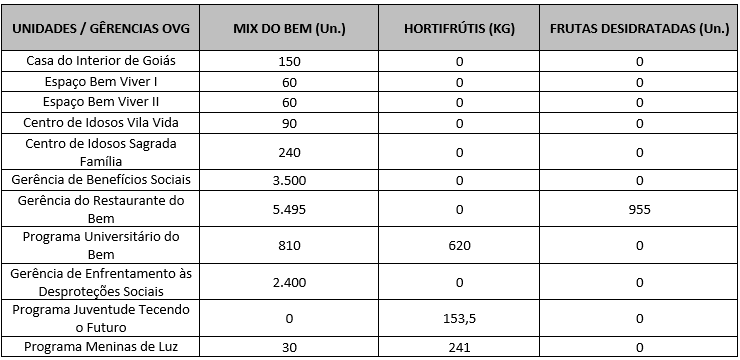 UNIDADES / GÊRENCIAS OVG MIX DO BEM (Un.) HORTIFRÚTIS (KG) FRUTAS DESIDRATADAS (Un.)
Casa do Interior de Goiás 150 0 0
Espaço Bem Viver I 60 0 0
Espaço Bem Viver II 60 0 0
Centro de Idosos Vila Vida 90 0 0
Centro de Idosos Sagrada
Família 240 0 0
Gerência de Benefícios Sociais 3.500 0 0
Gerência do Restaurante do
Bem 5.495 0 955
Programa Universitário do
Bem 810 620 0
Gerência de Enfrentamento às
Desproteções Sociais 2.400 0 0
Programa Juventude Tecendo
o Futuro 0 153,5 0
Programa Meninas de Luz 30 241 0